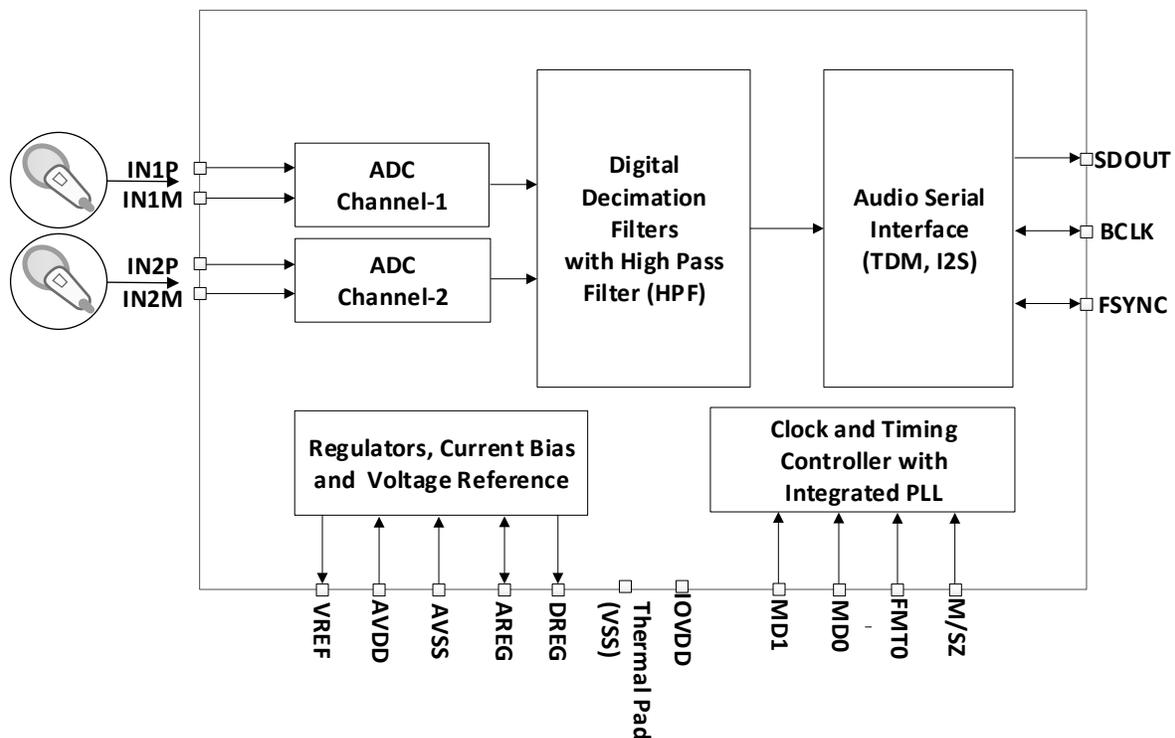 IN1P
IN1M
IN2P
IN2M
ADC
Channel-1
ADC
Channel-2
Digital
Decimation
Filters
with High Pass
Filter (HPF)
Audio Serial
Interface
(TDM, I2S)
SDOUT
BCLK
FSYNC
Regulators, Current Bias
and Voltage Reference
Clock and Timing
Controller with
Integrated PLL
VREF
AVDD
AVSS
AREG
DREG
Thermal Pad
(VSS)
IOVDD
MD1
MD0
_
FMT0
M/SZ